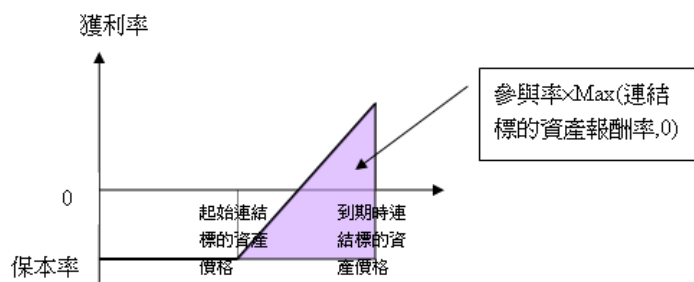 獲利率
參與率×Max(連結
標的資產報酬率,0)
0
起始連結
標的資產
價格
到期時連
結標的資
產價格
保本率